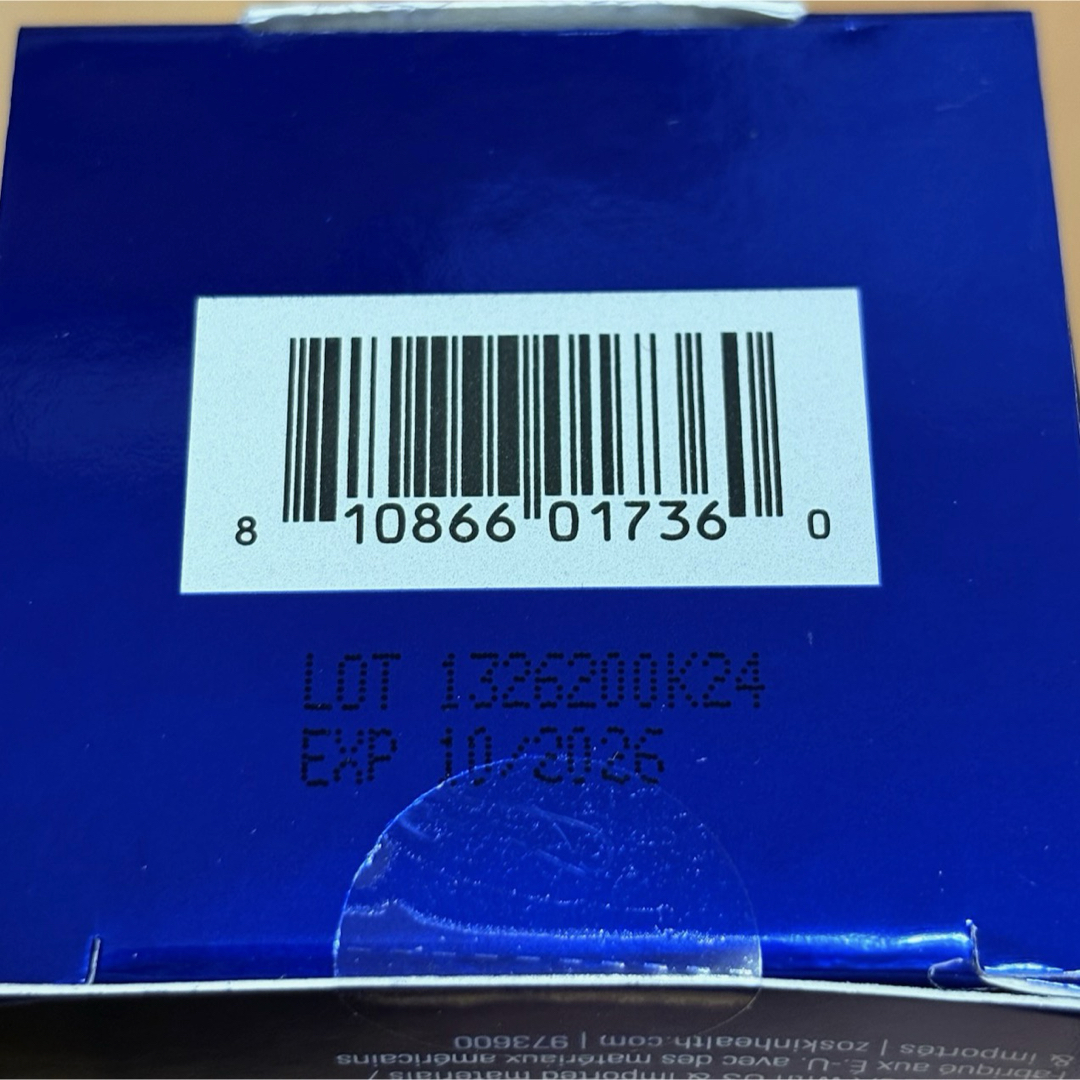 8 10866 01736 0
LOT 1326200K24
EXP 10/2026
imported materials /
abriqué aux É.-U. avec des matériaux américains
& importés | zoskinhealth.com | 973600